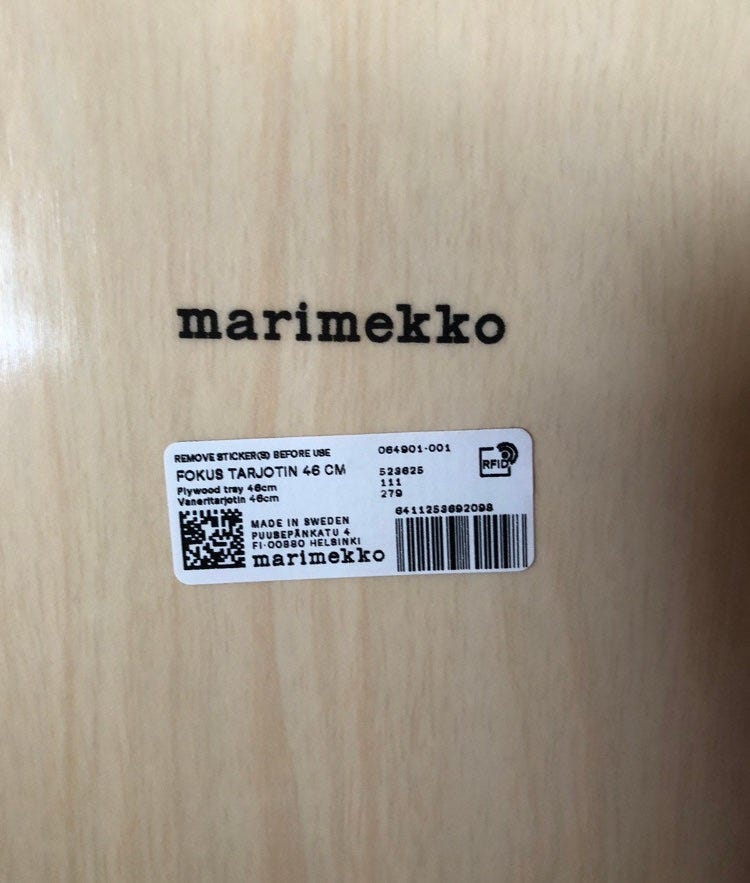 marimekko
REMOVE STICKER(S) BEFORE USE
064901-001
FOKUS TARJOTIN 46 CM
523625
Plywood tray 46cm
111
Vaneritarjotin 46cm
279
RFID
6411253692098
MADE IN SWEDEN
PUUSEPÄNKATU 4
FI-00880 HELSINKI
marimekko